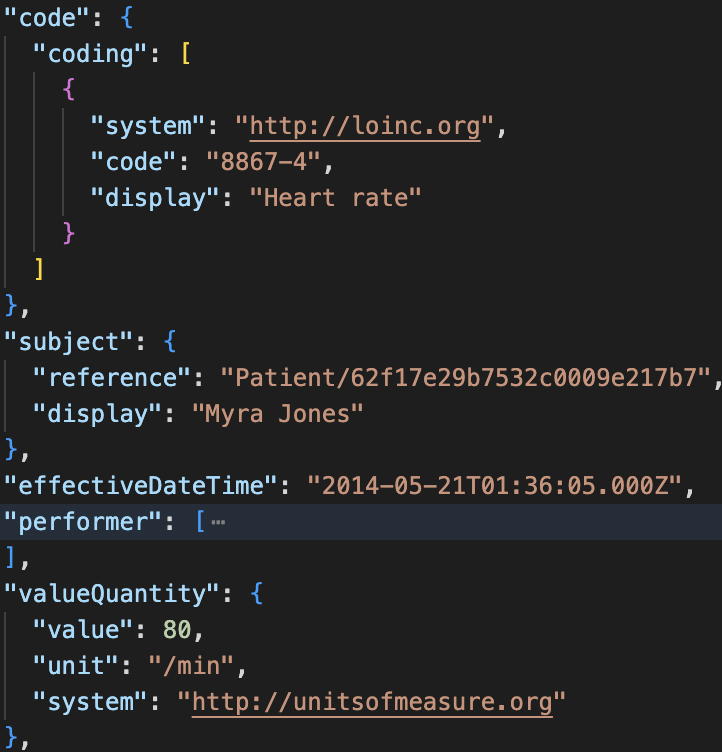 "code": {
"coding": [
{
"system": "http://loinc.org",
"code": "8867-4",
"display": "Heart rate"
}
]
},
"subject": {
"reference": "Patient/62f17e29b7532c0009e217b7",
"display": "Myra Jones"
},
"effectiveDateTime": "2014-05-21T01:36:05.000Z",
"performer": [ ⋯
],
"valueQuantity": {
"value": 80,
"unit": "/min",
"system": "http://unitsofmeasure.org"
},